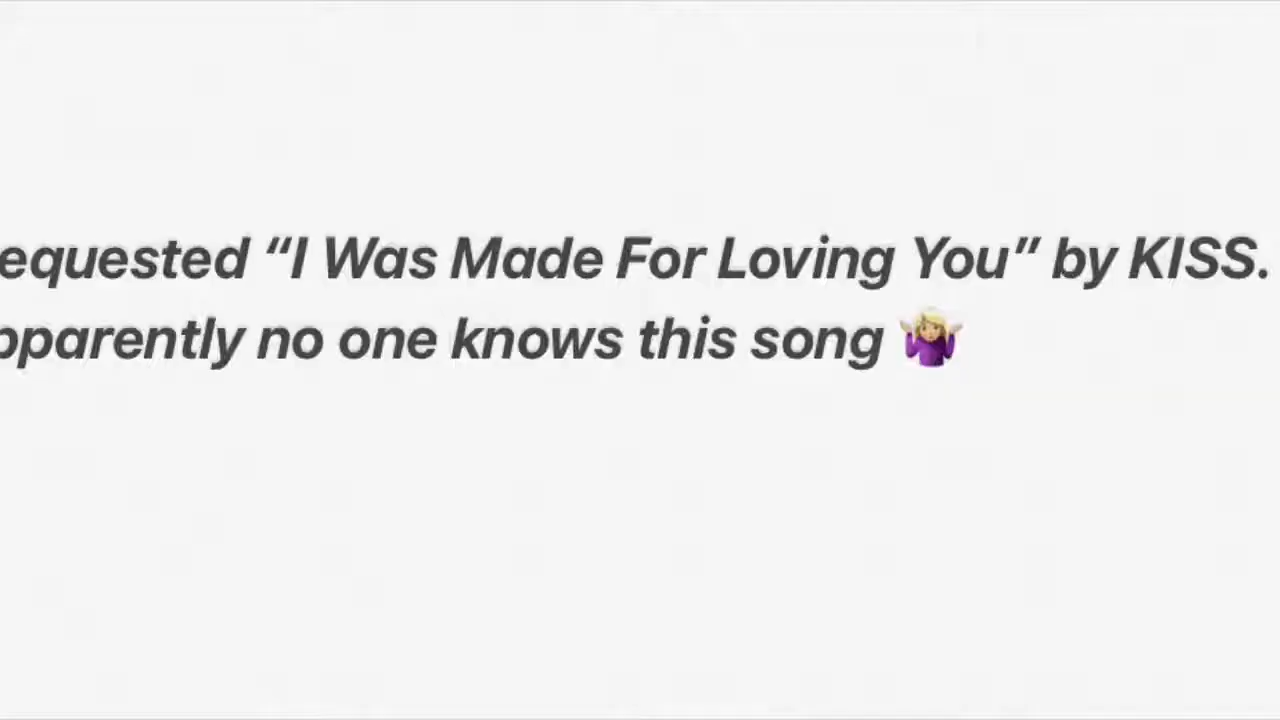 equested “I Was Made For Loving You” by KISS.
pparently no one knows this song 🤷🏼‍♀️